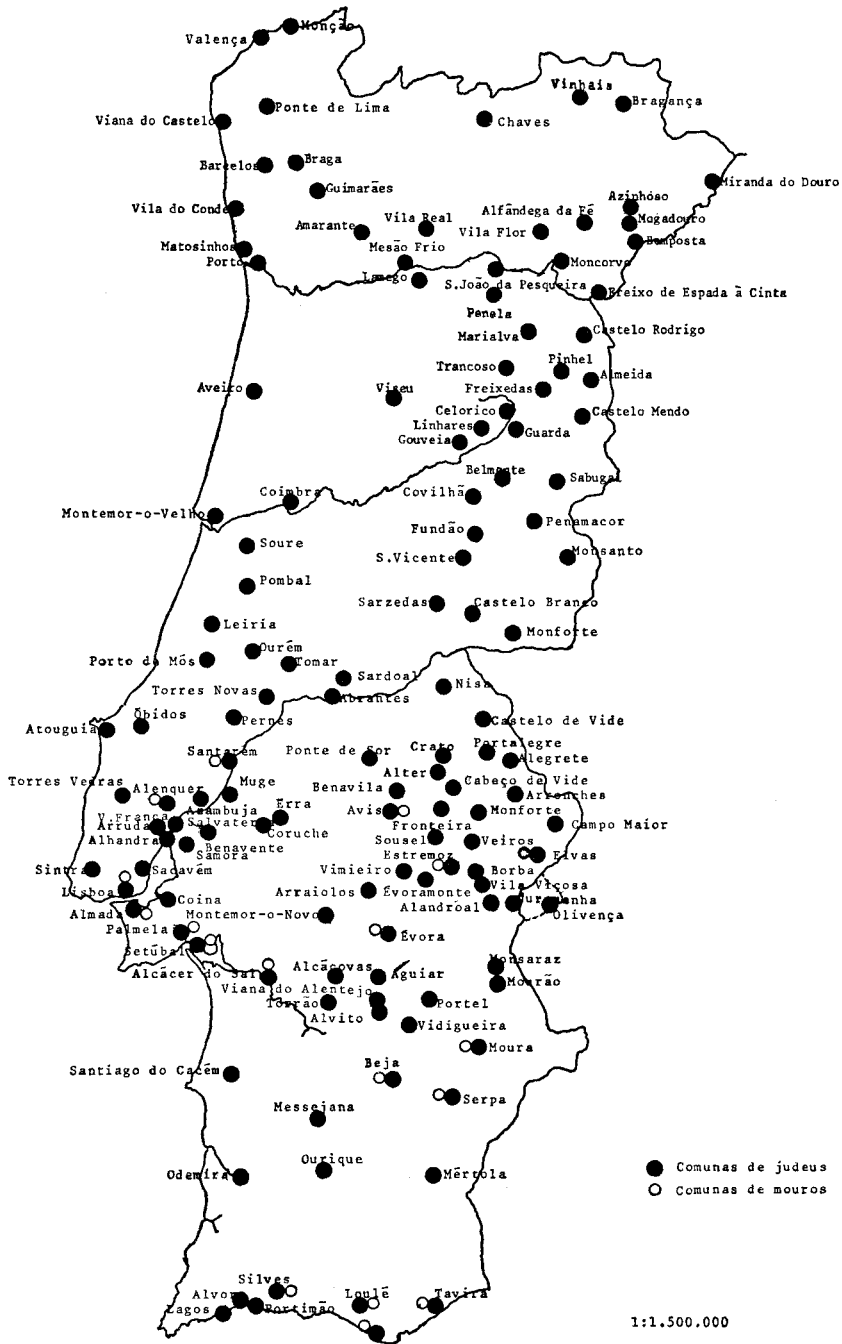 Monção
Valença
Vinhais
Bragança
Ponte de Lima
Chaves
Viana do Castelo
Braga
Barcelos
Miranda do Douro
Guimarães
Azinhoso
Vila do Conde
Alfândega da Fé
Vila Real
Mogadouro
Amarante
Vila Flor
Bemposta
Matosinhos
Mesão Frio
Porto
Moncorvo
Lamego
S.João da Pesqueira
Freixo de Espada à Cinta
Penela
Marialva
Castelo Rodrigo
Trancoso
Pinhel
Almeida
Aveiro
Viseu
Freixedas
Celorico
Castelo Mendo
Linhares
Guarda
Gouveia
Belmonte
Sabugal
Covilhã
Coimbra
Montemor-o-Velho
Penamacor
Fundão
Soure
S.Vicente
Monsanto
Pombal
Sarzedas
Castelo Branco
Leiria
Monforte
Ourém
Porto de Mós
Tomar
Sardoal
Nisa
Torres Novas
Abrantes
Óbidos
Pernes
Castelo de Vide
Atouguia
Santarém
Ponte de Sor
Crato
Portalegre
Alegrete
Alter
Torres Vedras
Alenquer
Muge
Benavila
Cabeço de Vide
Arronches
Azambuja
V.Franca
Erra
Avis
Monforte
Arruda
Salvaterra
Coruche
Fronteira
Campo Maior
Alhandra
Benavente
Sousel
Veiros
Samora
Estremoz
Elvas
Sintra
Sacavém
Vimieiro
Borba
Lisboa
Coina
Arraiolos
Évoramonte
Vila Viçosa
Almada
Montemor-o-Novo
Alandroal
Juromenha
Olivença
Palmela
Évora
Setúbal
Alcácer do Sal
Alcáçovas
Aguiar
Monsaraz
Viana do Alentejo
Mourão
Torrão
Portel
Alvito
Vidigueira
Moura
Santiago do Cacém
Beja
Serpa
Messejana
Ourique
Odemira
Mértola
Comunas de judeus
Comunas de mouros
Silves
Alvor
Loulé
Tavira
Lagos
Portimão
1:1.500.000